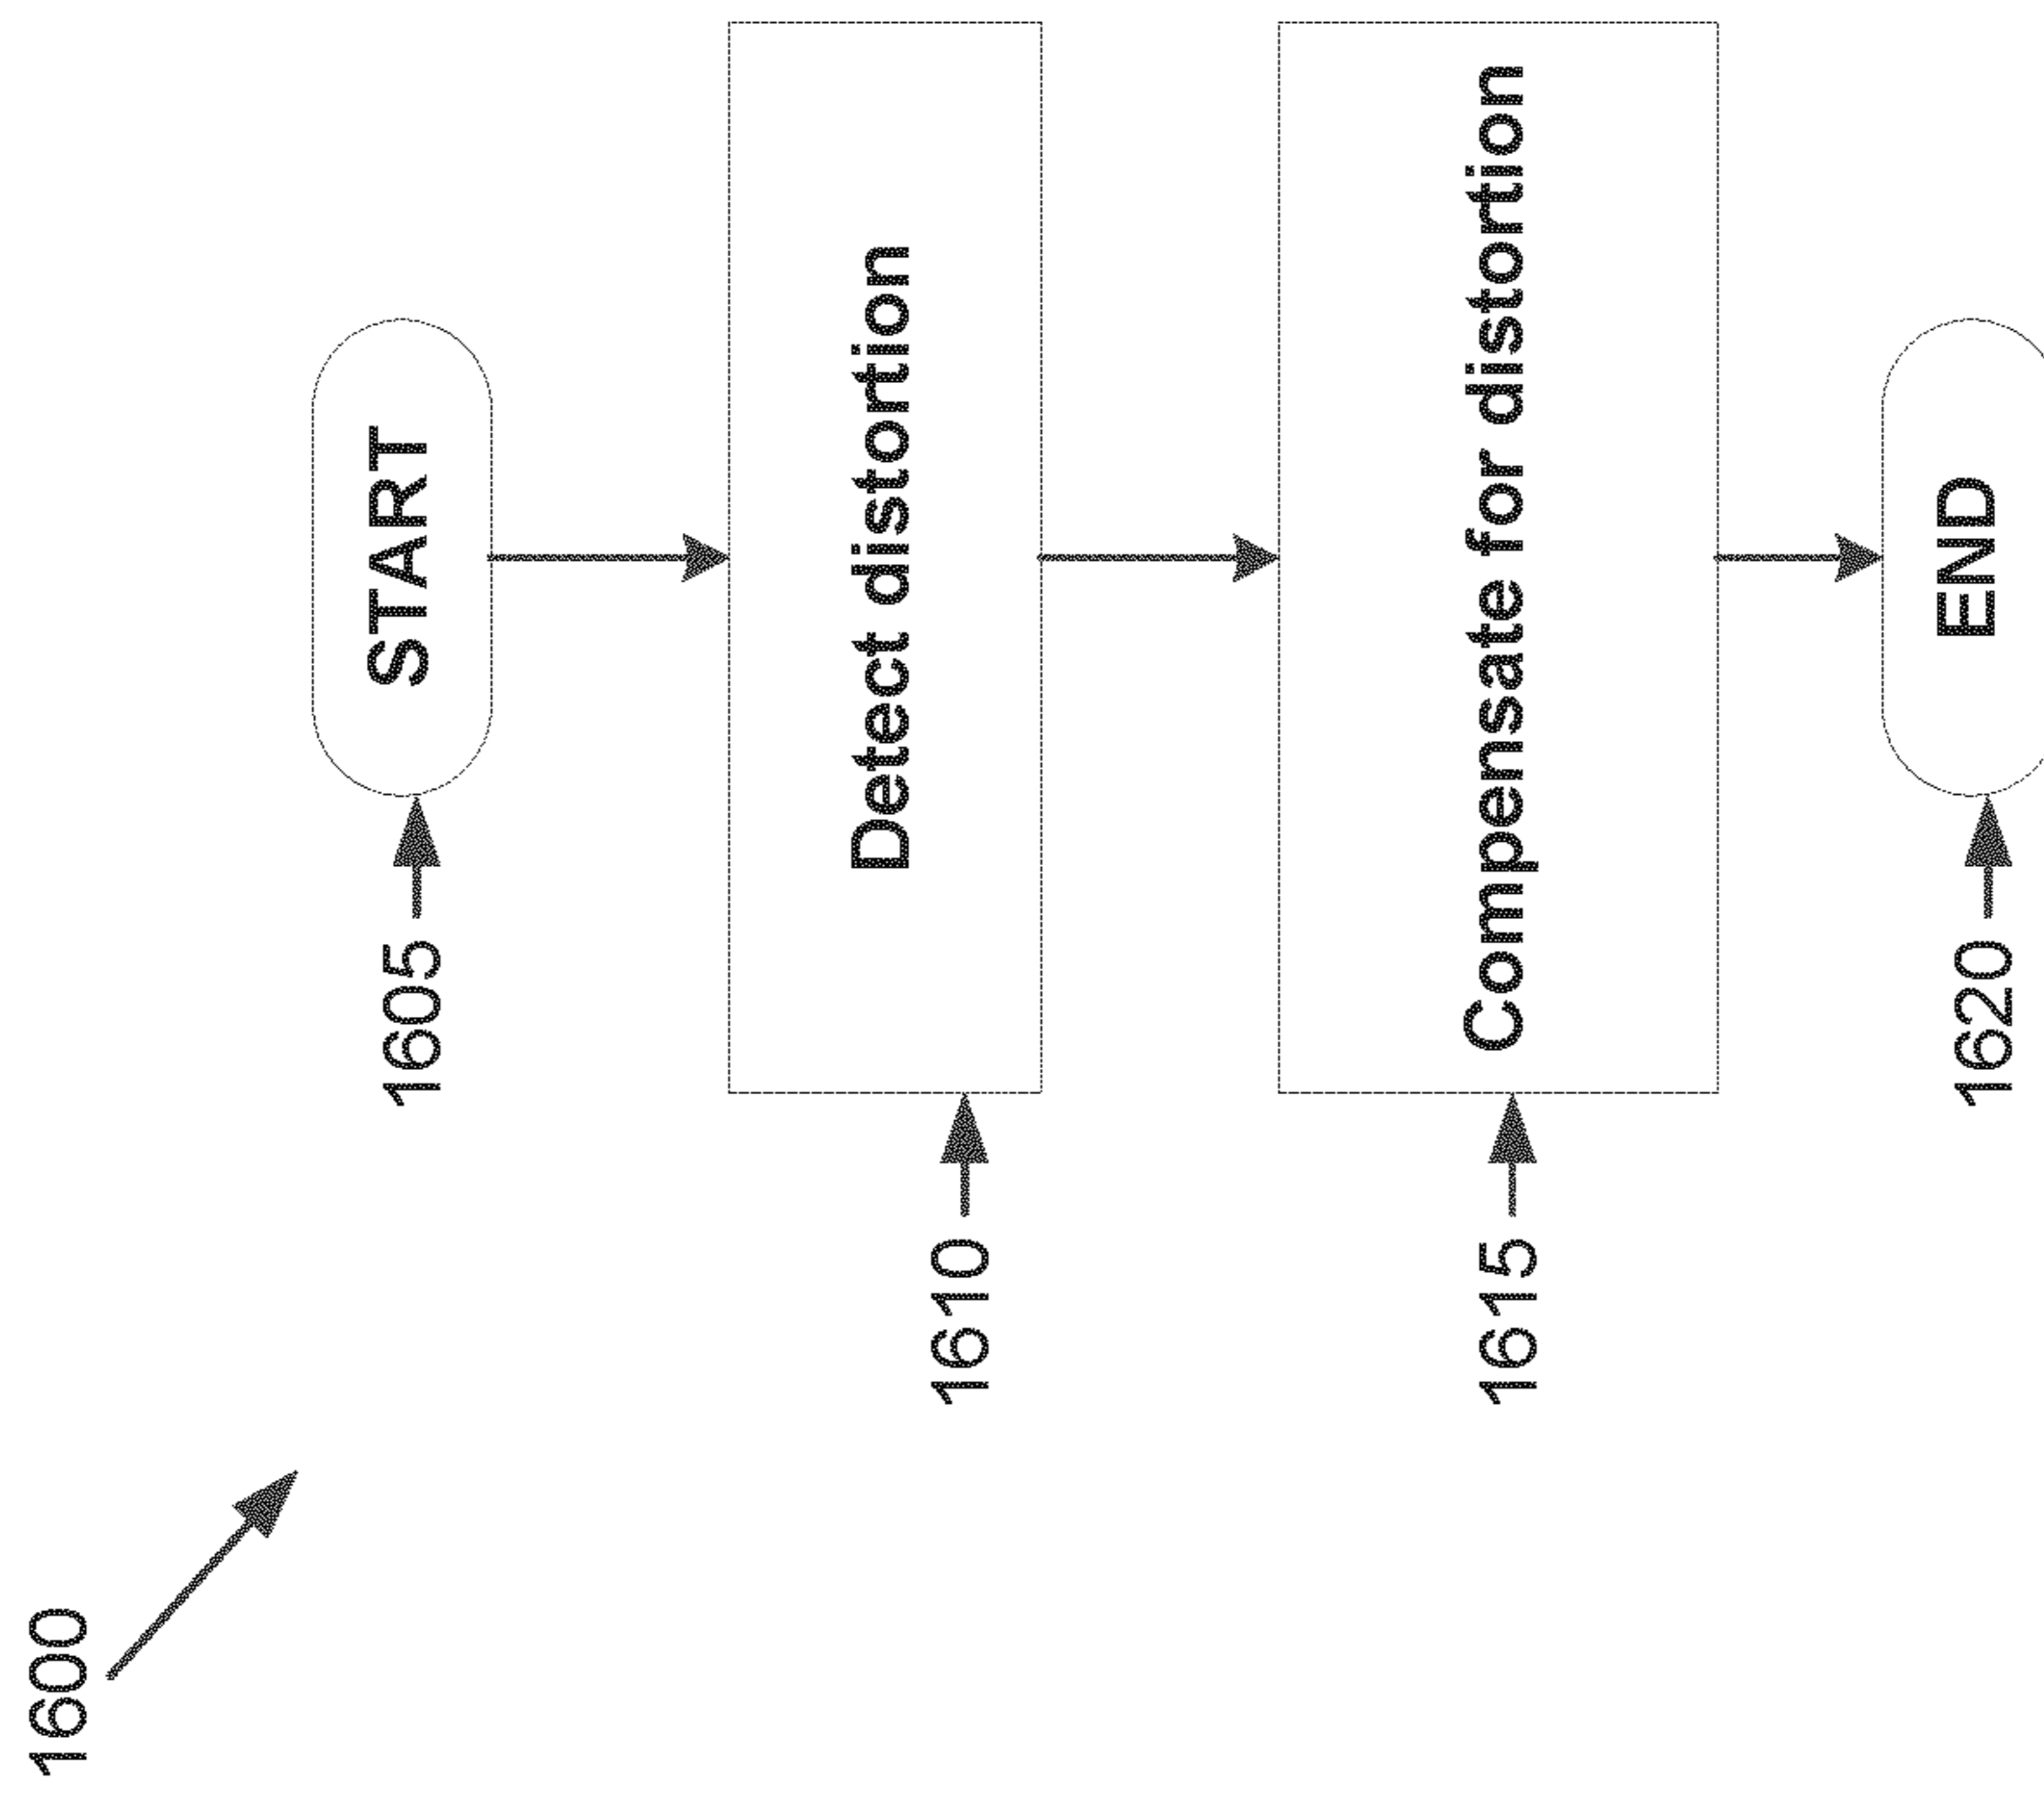 1600
1605
START
1610
Detect distortion
1615
Compensate for distortion
1620
END